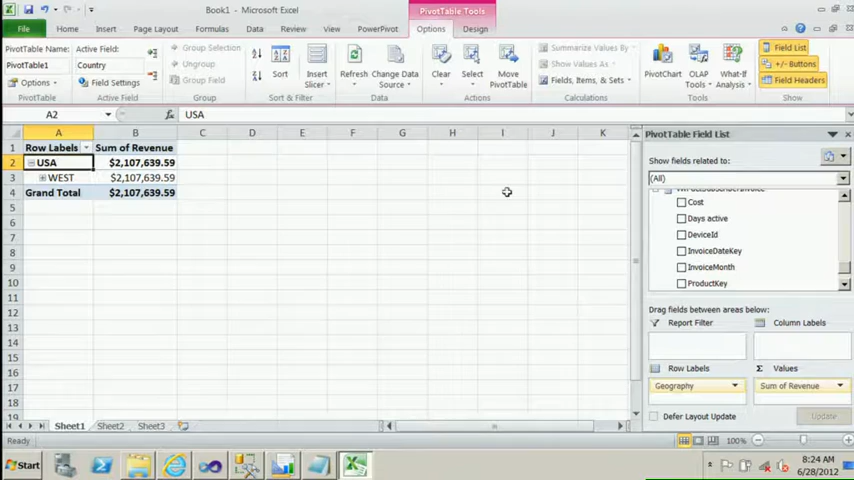 Book1 - Microsoft Excel
PivotTable Tools
File Home Insert Page Layout Formulas Data Review View PowerPivot Options Design
PivotTable Name: Active Field: Group Selection Summarize Values By Field List
PivotTable1 Country Ungroup Sort Insert Slicer Refresh Change Data Source Clear Select Move PivotTable Show Values As PivotChart OLAP Tools What-If Analysis +/- Buttons
Options Field Settings Group Field Fields, Items, & Sets Field Headers
PivotTable Active Field Group Sort & Filter Data Actions Calculations Tools Show
A2 fx USA
A B C D E F G H I J K
1 Row Labels Sum of Revenue
2 USA $2,107,639.59
3 WEST $2,107,639.59
4 Grand Total $2,107,639.59
5
6
7
8
9
10
11
12
13
14
15
16
17
18
19
PivotTable Field List
Show fields related to:
(All)
Cost
Days active
DeviceId
InvoiceDateKey
InvoiceMonth
ProductKey
Drag fields between areas below:
Report Filter Column Labels
Row Labels Σ Values
Geography Sum of Revenue
Defer Layout Update Update
Sheet1 Sheet2 Sheet3
Ready 100%
Start 8:24 AM
6/28/2012